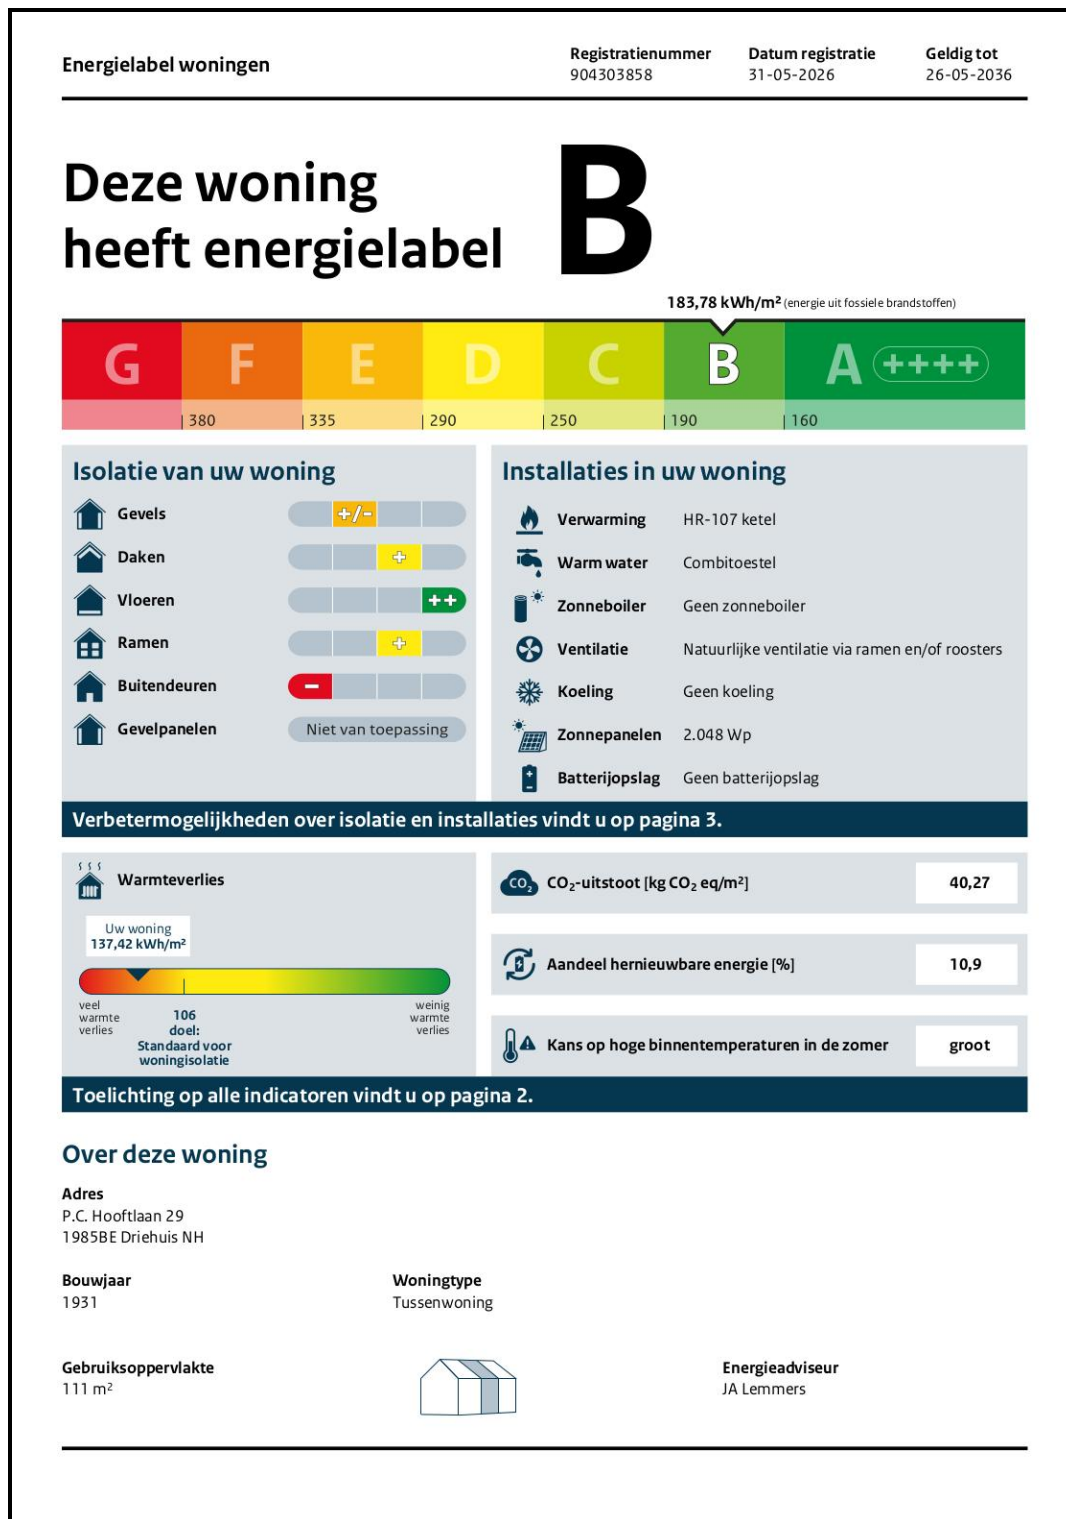 Energielabel woningen
Registratienummer
904303858
Datum registratie
31-05-2026
Geldig tot
26-05-2036
Deze woning
heeft energielabel
B
183,78 kWh/m² (energie uit fossiele brandstoffen)
G F E D C B A ++++
380 335 290 250 190 160
Isolatie van uw woning
Gevels +/-
Daken +
Vloeren ++
Ramen +
Buitendeuren -
Gevelpanelen Niet van toepassing
Installaties in uw woning
Verwarming HR-107 ketel
Warm water Combitoestel
Zonneboiler Geen zonneboiler
Ventilatie Natuurlijke ventilatie via ramen en/of roosters
Koeling Geen koeling
Zonnepanelen 2.048 Wp
Batterijopslag Geen batterijopslag
Verbetermogelijkheden over isolatie en installaties vindt u op pagina 3.
Warmteverlies
Uw woning
137,42 kWh/m²
veel
warmte
verlies
106
doel:
Standaard voor
woningisolatie
weinig
warmte
verlies
CO₂ CO₂-uitstoot [kg CO₂ eq/m²] 40,27
Aandeel hernieuwbare energie [%] 10,9
Kans op hoge binnentemperaturen in de zomer groot
Toelichting op alle indicatoren vindt u op pagina 2.
Over deze woning
Adres
P.C. Hooftlaan 29
1985BE Driehuis NH
Bouwjaar
1931
Woningtype
Tussenwoning
Gebruiksoppervlakte
111 m²
Energieadviseur
JA Lemmers